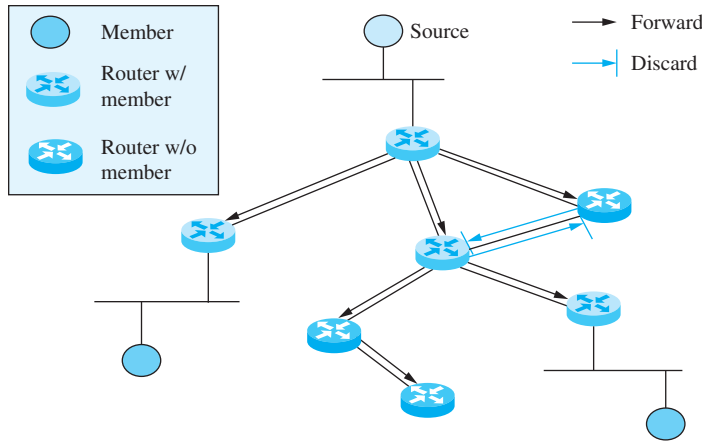 Member
Router w/
member
Router w/o
member
Source
Forward
Discard